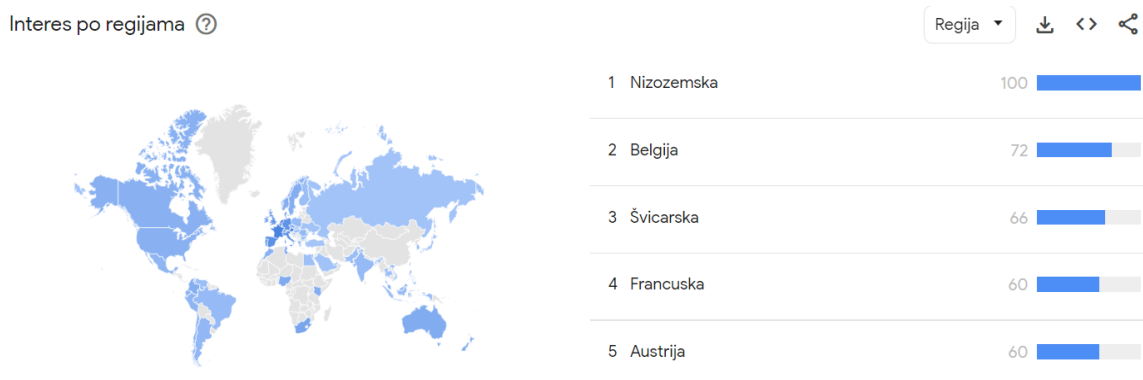 Interes po regijama
Regija
1 Nizozemska 100
2 Belgija 72
3 Švicarska 66
4 Francuska 60
5 Austrija 60